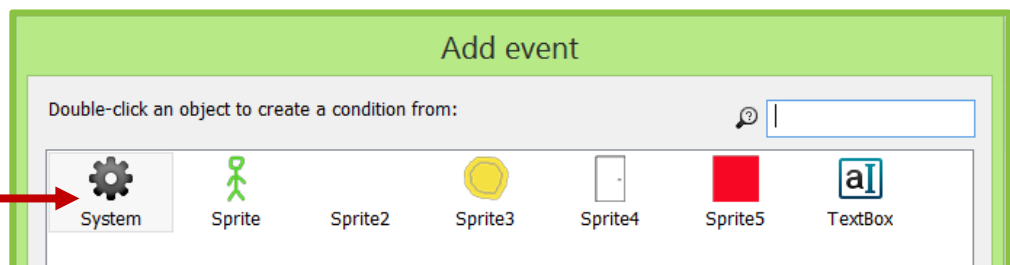 Add event
Double-click an object to create a condition from:
System Sprite Sprite2 Sprite3 Sprite4 Sprite5 TextBox